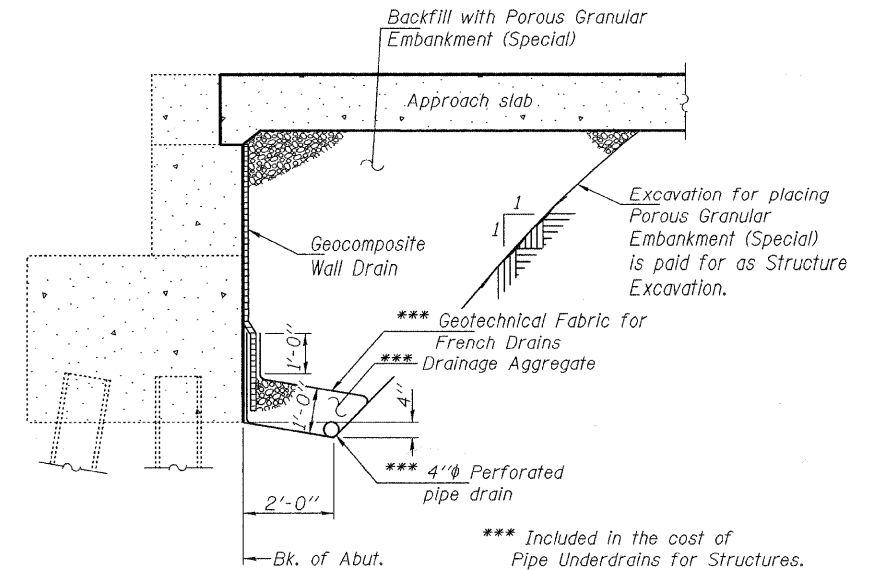 Backfill with Porous Granular
Embankment (Special)
Approach slab
1
1
Excavation for placing
Porous Granular
Embankment (Special)
is paid for as Structure
Excavation.
Geocomposite
Wall Drain
*** Geotechnical Fabric for
French Drains
*** Drainage Aggregate
1'-0"
1'-0"
4"
*** 4"ϕ Perforated
pipe drain
2'-0"
*** Included in the cost of
Pipe Underdrains for Structures.
Bk. of Abut.